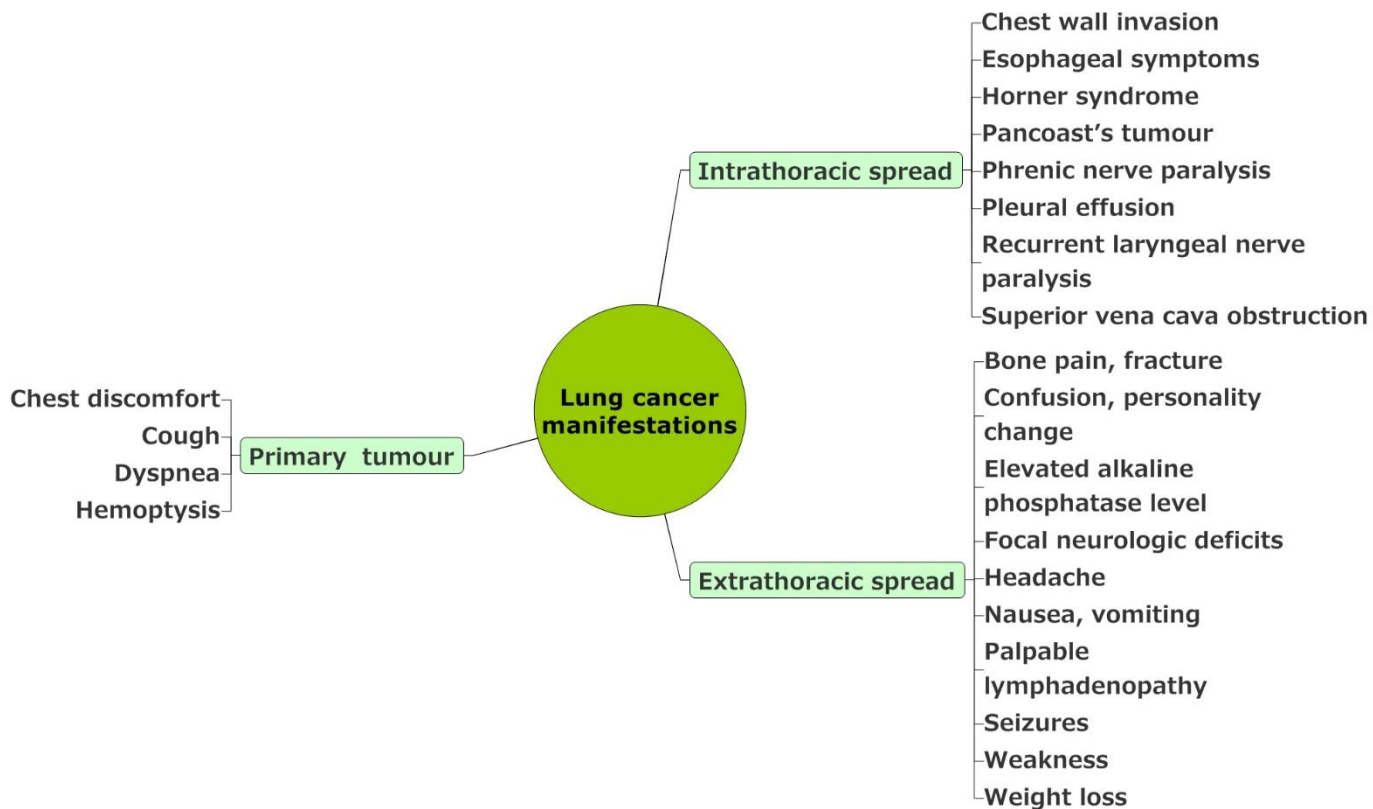 Lung cancer
manifestations
Primary tumour
Chest discomfort
Cough
Dyspnea
Hemoptysis
Intrathoracic spread
Chest wall invasion
Esophageal symptoms
Horner syndrome
Pancoast’s tumour
Phrenic nerve paralysis
Pleural effusion
Recurrent laryngeal nerve
paralysis
Superior vena cava obstruction
Extrathoracic spread
Bone pain, fracture
Confusion, personality
change
Elevated alkaline
phosphatase level
Focal neurologic deficits
Headache
Nausea, vomiting
Palpable
lymphadenopathy
Seizures
Weakness
Weight loss